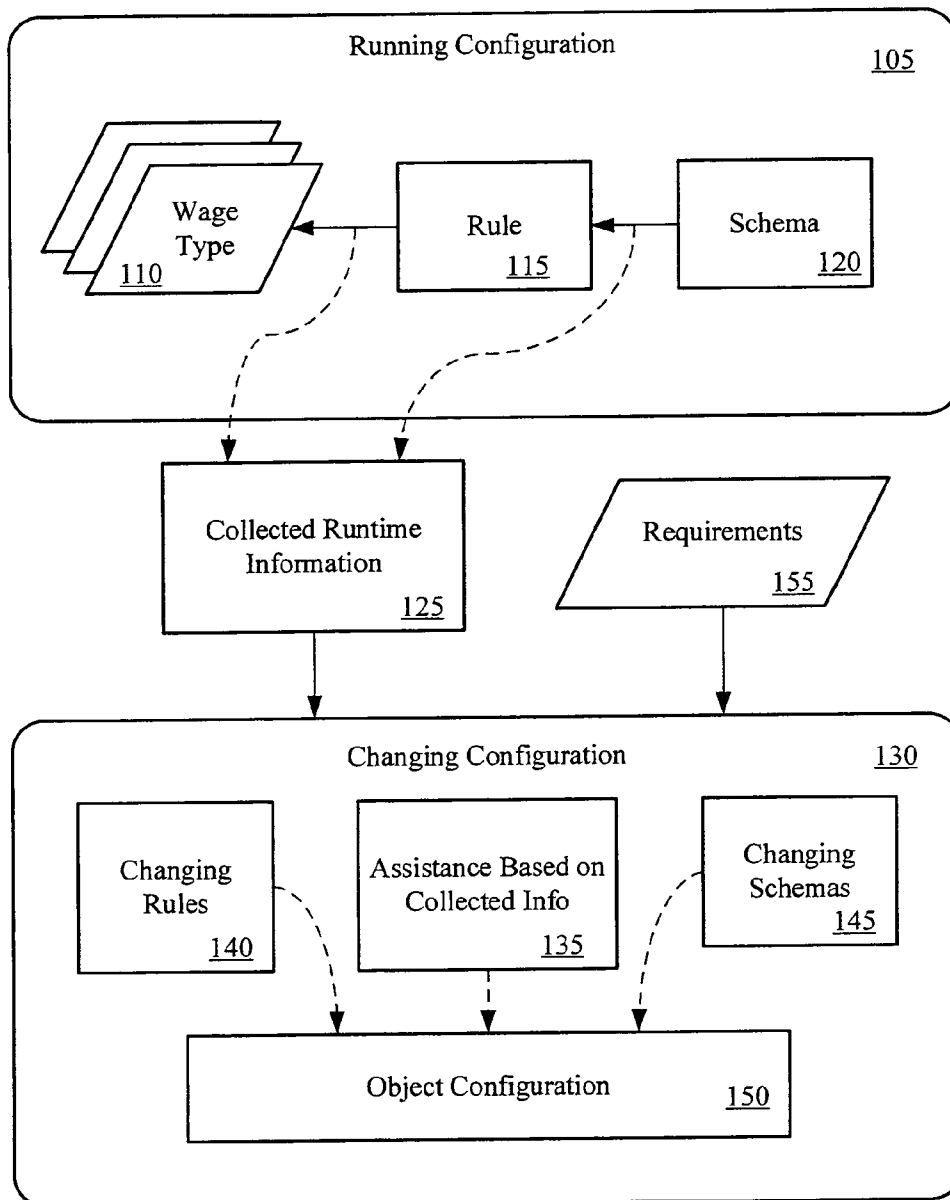 Running Configuration
105
Wage
Type
110
Rule
115
Schema
120
Collected Runtime
Information
125
Requirements
155
Changing Configuration
130
Changing
Rules
140
Assistance Based on
Collected Info
135
Changing
Schemas
145
Object Configuration
150